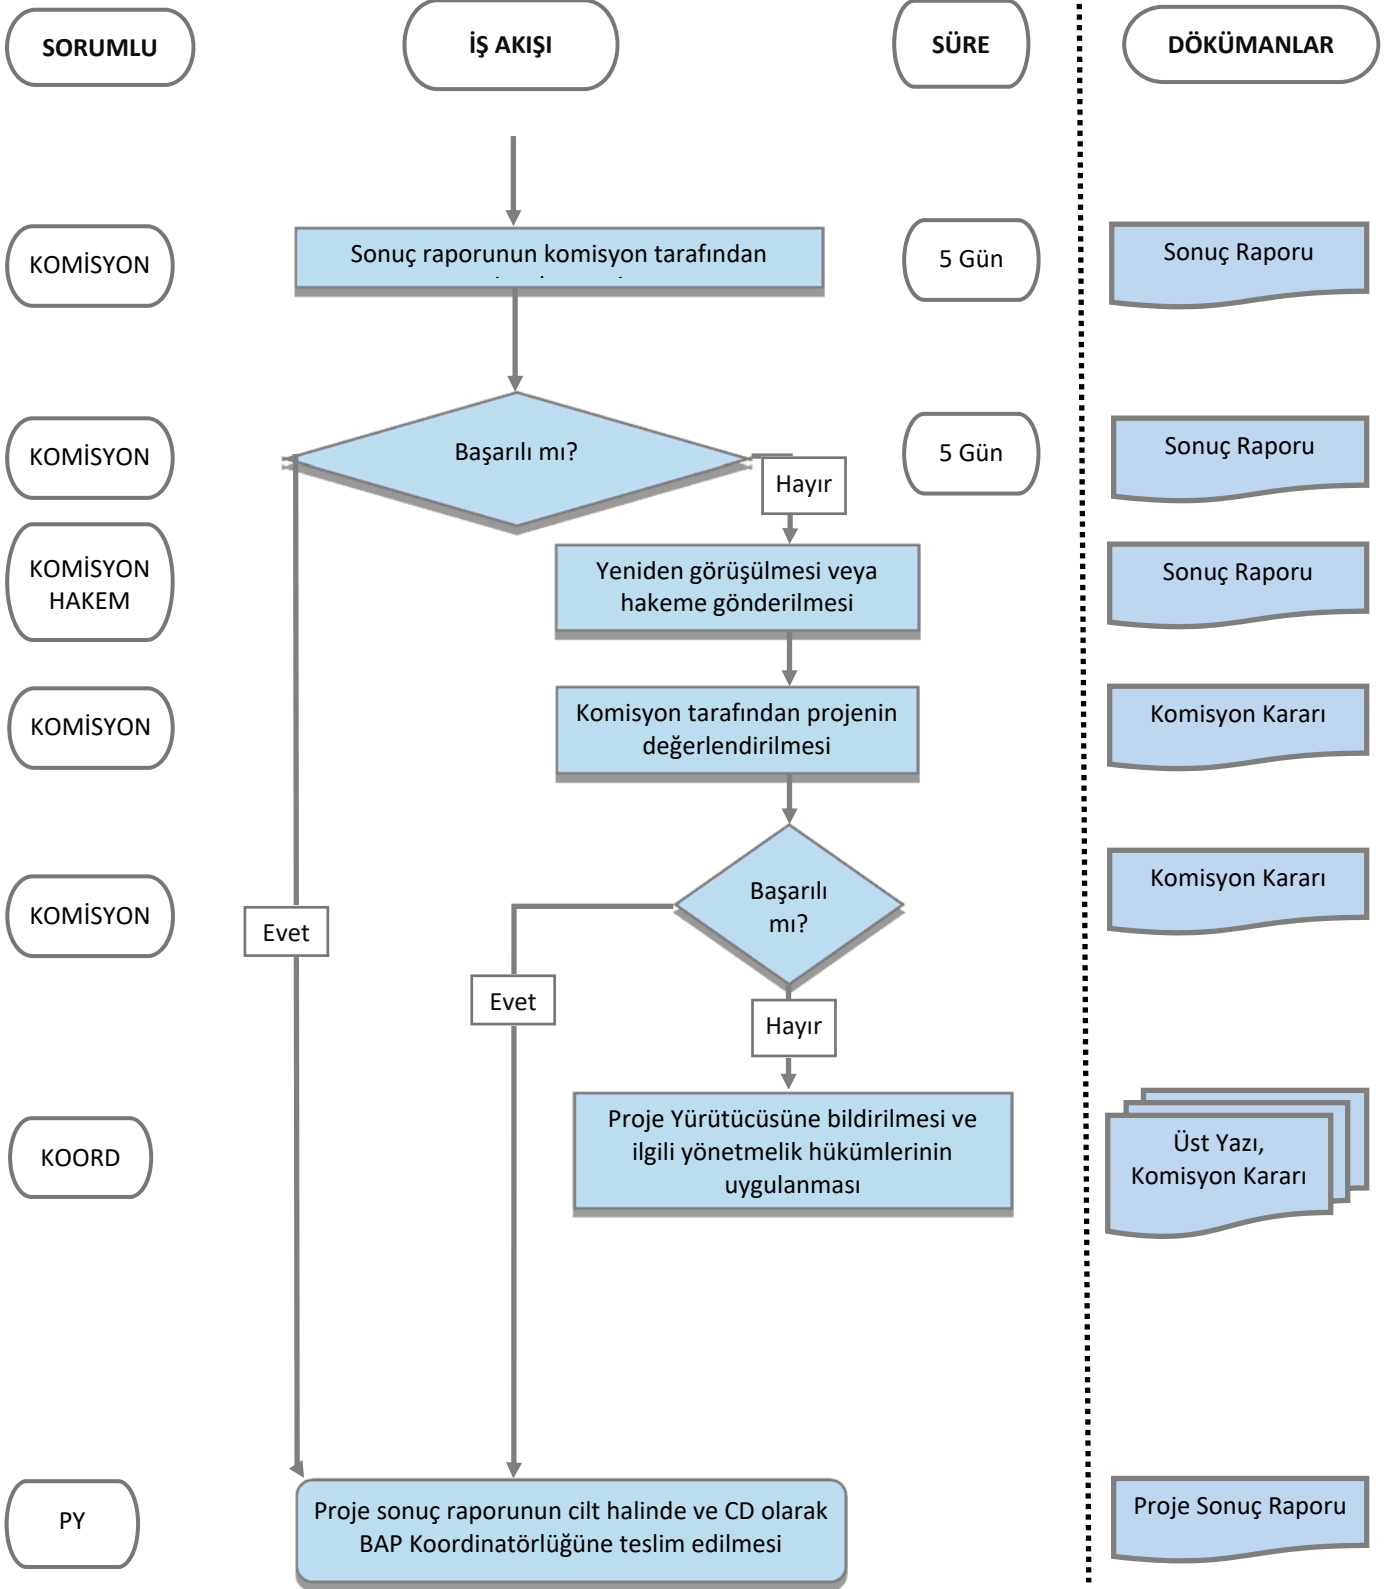 SORUMLU
İŞ AKIŞI
SÜRE
DÖKÜMANLAR
KOMİSYON
Sonuç raporunun komisyon tarafından
5 Gün
Sonuç Raporu
KOMİSYON
Başarılı mı?
5 Gün
Sonuç Raporu
Hayır
KOMİSYON
HAKEM
Yeniden görüşülmesi veya
hakeme gönderilmesi
Sonuç Raporu
KOMİSYON
Komisyon tarafından projenin
değerlendirilmesi
Komisyon Kararı
KOMİSYON
Başarılı
mı?
Komisyon Kararı
Evet
Evet
Hayır
KOORD
Proje Yürütücüsüne bildirilmesi ve
ilgili yönetmelik hükümlerinin
uygulanması
Üst Yazı,
Komisyon Kararı
PY
Proje sonuç raporunun cilt halinde ve CD olarak
BAP Koordinatörlüğüne teslim edilmesi
Proje Sonuç Raporu